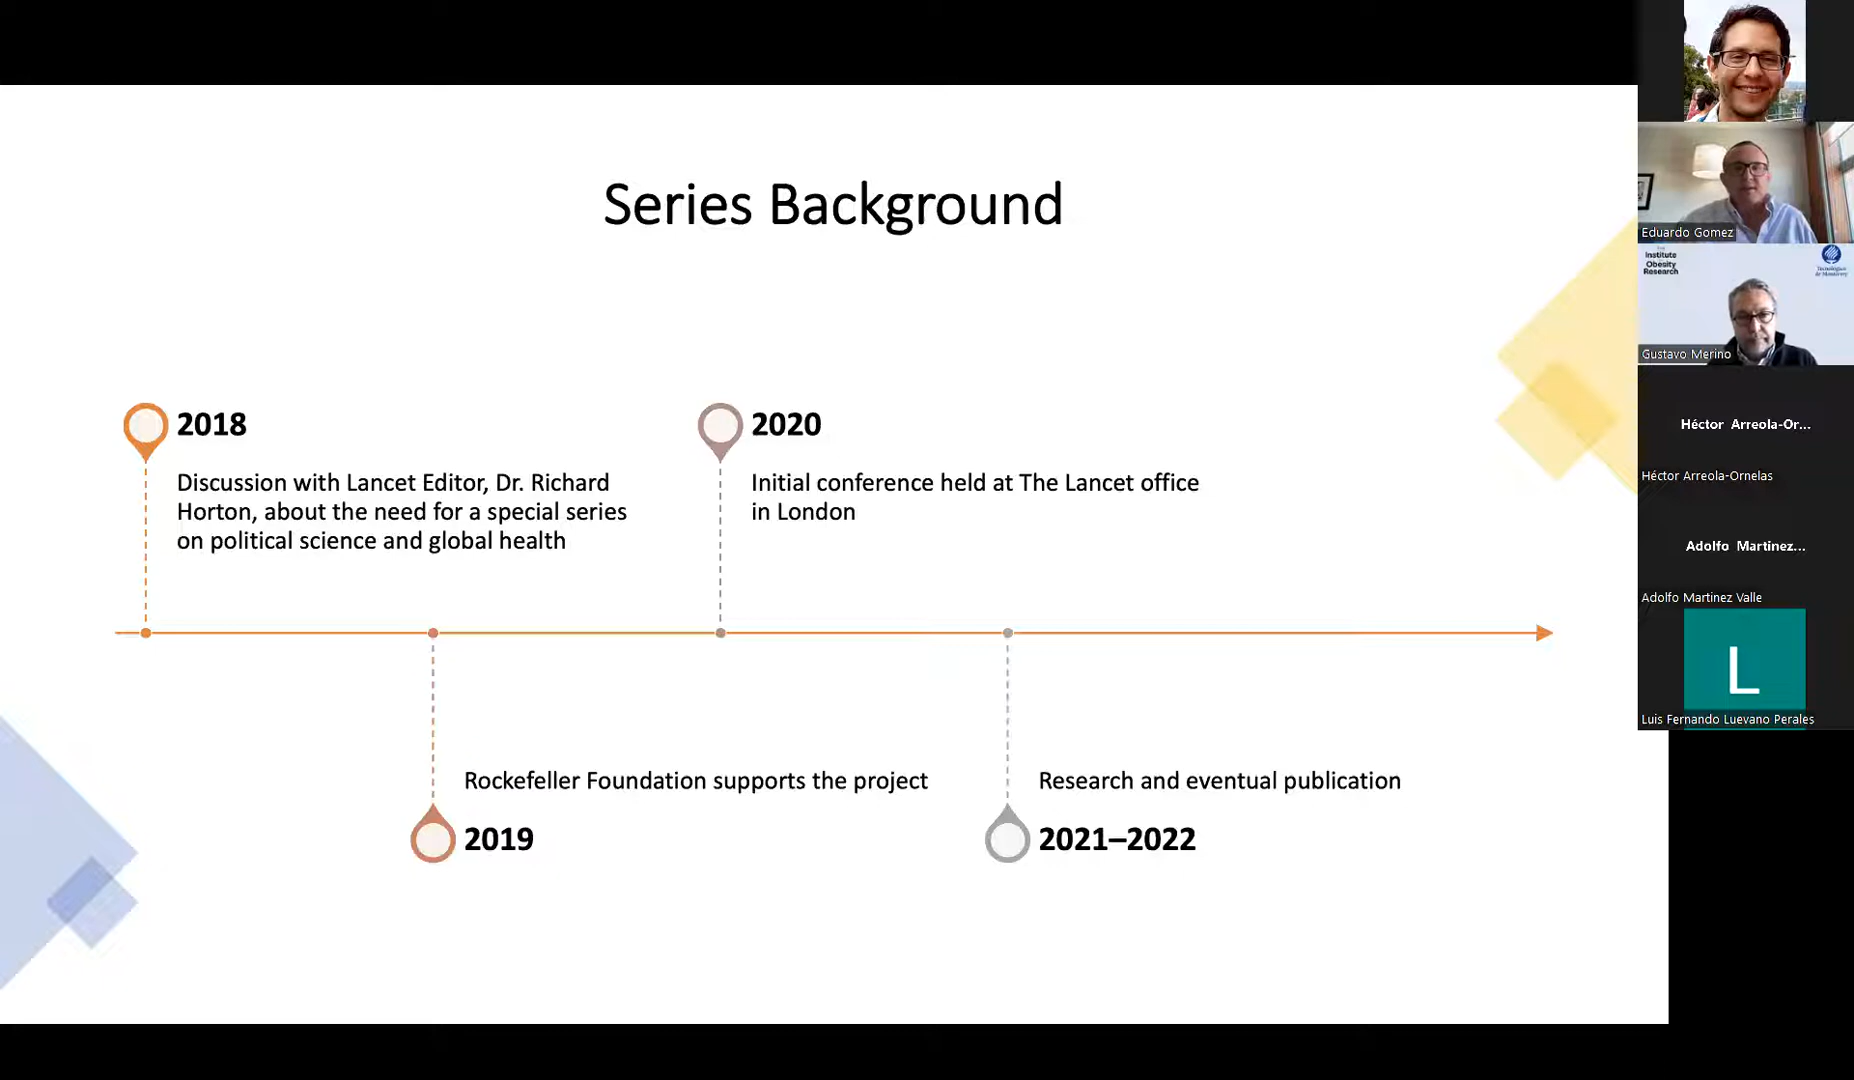 Series Background
2018
Discussion with Lancet Editor, Dr. Richard
Horton, about the need for a special series
on political science and global health
2020
Initial conference held at The Lancet office
in London
Rockefeller Foundation supports the project
2019
Research and eventual publication
2021–2022
Eduardo Gomez
Institute
Obesity
Research
Tecnológico
de Monterrey
Gustavo Merino
Héctor Arreola-Or...
Héctor Arreola-Ornelas
Adolfo Martinez...
Adolfo Martinez Valle
L
Luis Fernando Luevano Perales